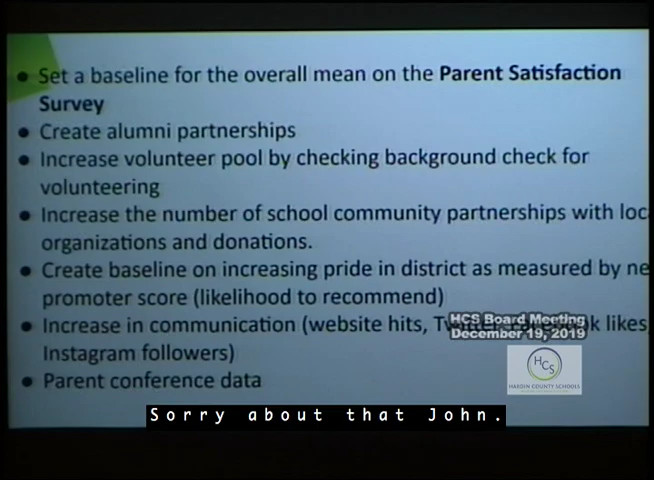 ● Set a baseline for the overall mean on the Parent Satisfaction
Survey
● Create alumni partnerships
● Increase volunteer pool by checking background check for
volunteering
● Increase the number of school community partnerships with
organizations and donations.
● Create baseline on increasing pride in district as measured by
promoter score (likelihood to recommend)
● Increase in communication (website hits, likes
Instagram followers)
● Parent conference data
HCS Board Meeting
December 19, 2019
HCS
HARDIN COUNTY SCHOOLS
Sorry about that John.